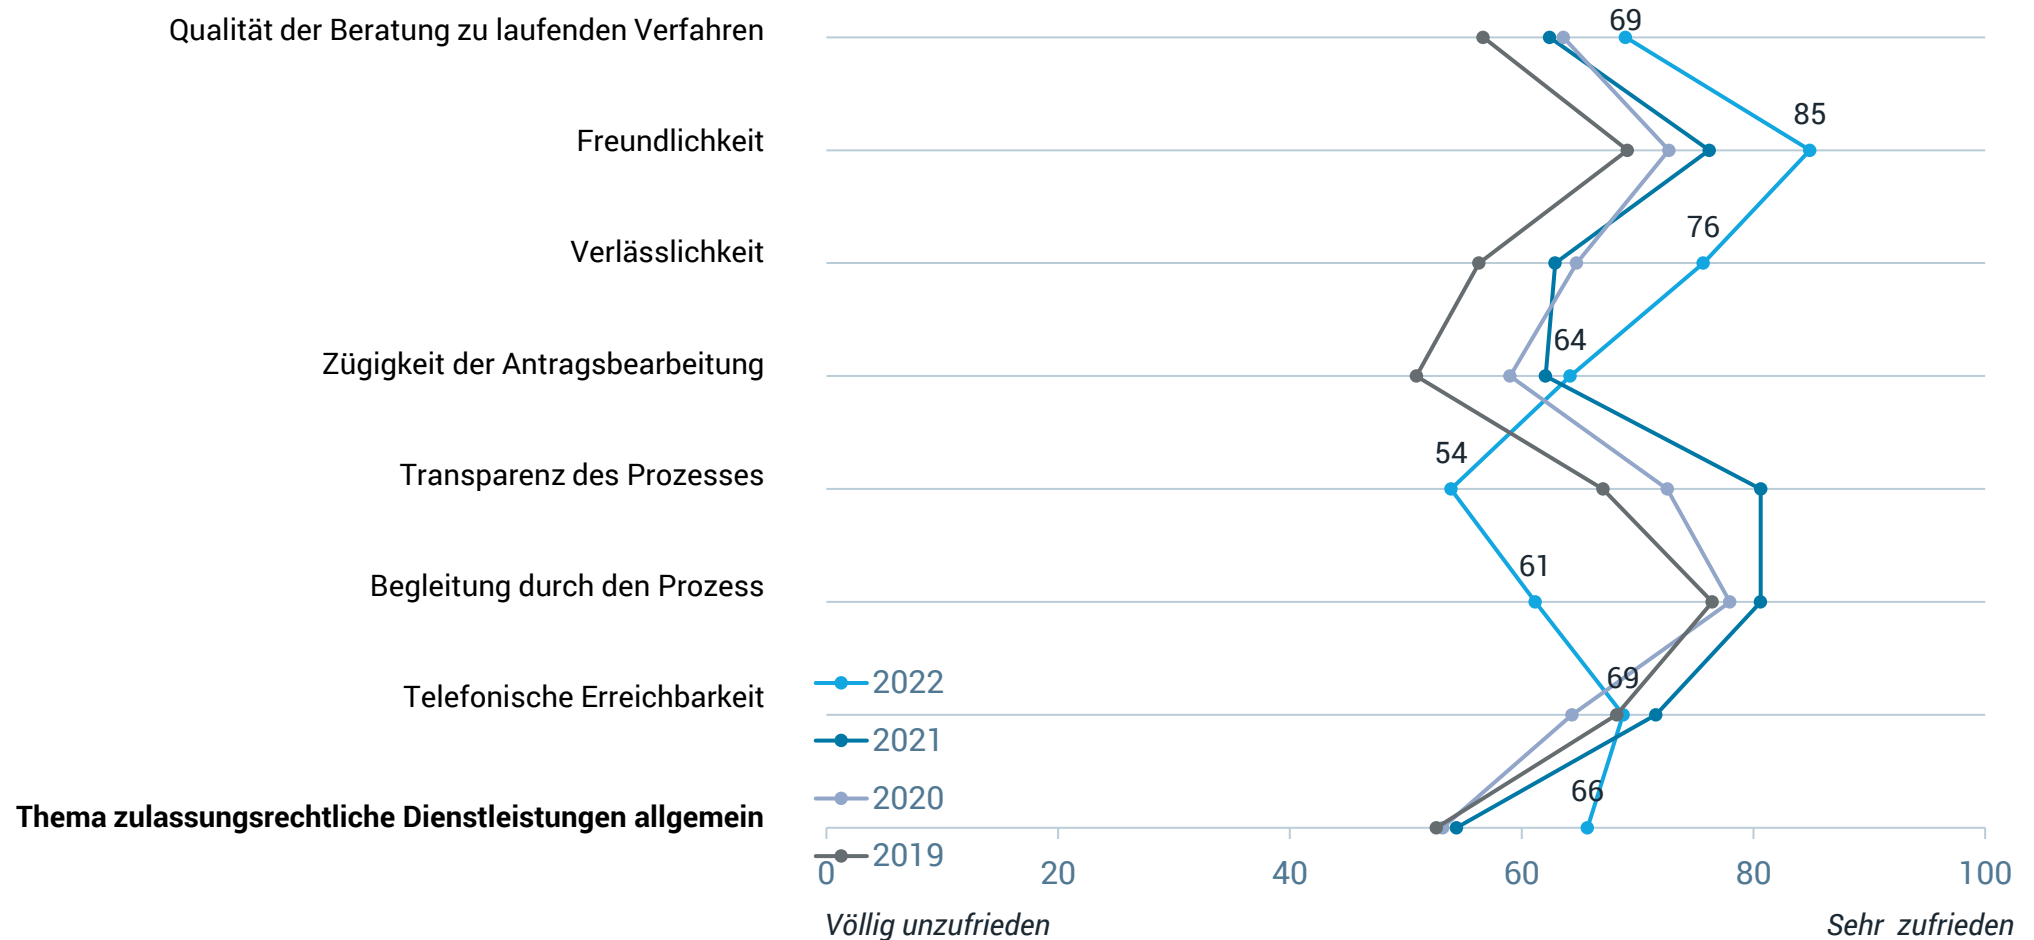 Qualität der Beratung zu laufenden Verfahren
69
Freundlichkeit
85
Verlässlichkeit
76
Zügigkeit der Antragsbearbeitung
64
Transparenz des Prozesses
54
Begleitung durch den Prozess
61
Telefonische Erreichbarkeit
69
Thema zulassungsrechtliche Dienstleistungen allgemein
66
2022
2021
2020
2019
0 20 40 60 80 100
Völlig unzufrieden Sehr zufrieden